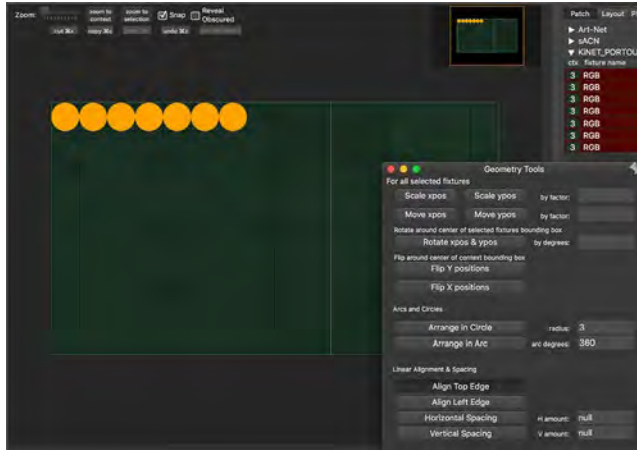 Zoom:
zoom to context
zoom to selection
Snap
Reveal Obscured
cut ⌘x
copy ⌘c
undo ⌘z
Patch Layout
Art-Net
sACN
KiNET_PORTOU
ctx fixture name
3 RGB
3 RGB
3 RGB
3 RGB
3 RGB
3 RGB
3 RGB
Geometry Tools
For all selected fixtures
Scale xpos Scale ypos by factor:
Move xpos Move ypos by factor:
Rotate around center of selected fixtures bounding box
Rotate xpos & ypos by degrees:
Flip around center of context bounding box
Flip Y positions
Flip X positions
Arcs and Circles
Arrange in Circle radius: 3
Arrange in Arc arc degrees: 360
Linear Alignment & Spacing
Align Top Edge
Align Left Edge
Horizontal Spacing H amount: null
Vertical Spacing V amount: null